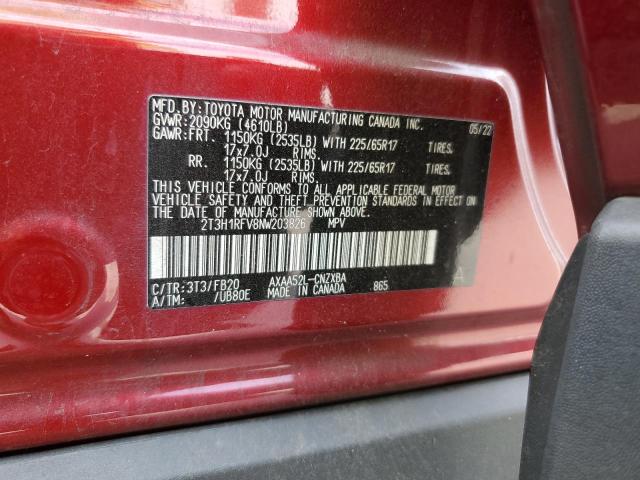 MFD.BY: TOYOTA MOTOR MANUFACTURING CANADA INC. 05/22
GVWR: 2090KG (4610LB)
GAWR: FRT. 1150KG (2535LB) WITH 225/65R17 TIRES.
17x7.0J RIMS.
RR. 1150KG (2535LB) WITH 225/65R17 TIRES.
17x7.0J RIMS.
THIS VEHICLE CONFORMS TO ALL APPLICABLE FEDERAL MOTOR
VEHICLE SAFETY AND THEFT PREVENTION STANDARDS IN EFFECT ON
THE DATE OF MANUFACTURE SHOWN ABOVE.
2T3H1RFV8NW203826 MPV
C/TR: 3T3/FB20 AXAA52L-CNZXBA A
A/TM: /UB80E MADE IN CANADA 865